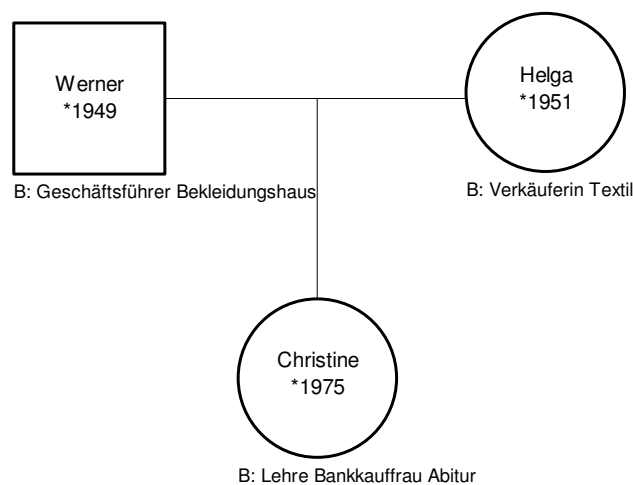 Werner
*1949
Helga
*1951
B: Geschäftsführer Bekleidungshaus
B: Verkäuferin Textil
Christine
*1975
B: Lehre Bankkauffrau Abitur